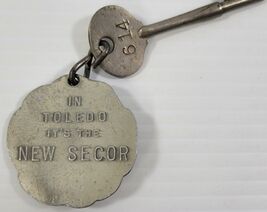 614
IN
TOLEDO
IT'S THE
NEW SECOR